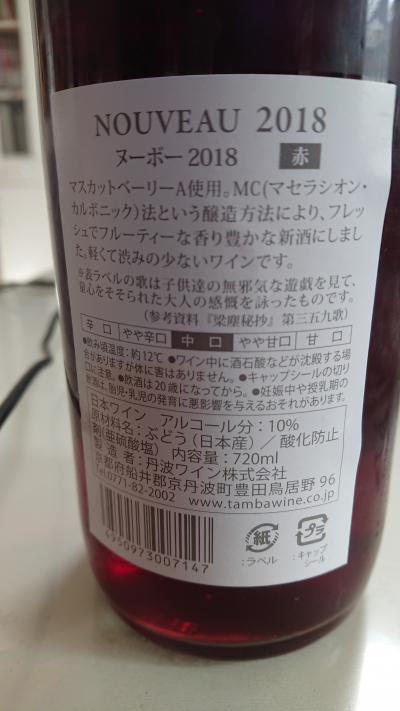 NOUVEAU 2018
ヌーボー2018 赤
マスカットベーリーA使用。MC(マセラシオン・
カルボニック)法という醸造方法により、フレッ
シュでフルーティーな香り豊かな新酒にしまし
た。軽くて渋みの少ないワインです。
※表ラベルの歌は子供達の無邪気な遊戯を見て、
童心をそそられた大人の感慨を詠ったものです。
(参考資料『梁塵秘抄』第三五九歌)
辛 口 やや辛口 中 口 やや甘口 甘 口
●飲み頃温度:約12℃ ●ワイン中に酒石酸などが沈殿する場
合がありますが体に害はありません。●キャップシールの切り
口に注意。●飲酒は20歳になってから。●妊娠中や授乳期の
飲酒は、胎児・乳児の発育に悪影響を与えるおそれがあります。
日本ワイン アルコール分:10%
原材料名:ぶどう(日本産)/酸化防止
剤(亜硫酸塩) 内容量:720ml
製造者:丹波ワイン株式会社
京都府船井郡京丹波町豊田鳥居野96
TEL.0771-82-2002 www.tambawine.co.jp
4950973007147
紙 プラ
:ラベル :キャップ
シール